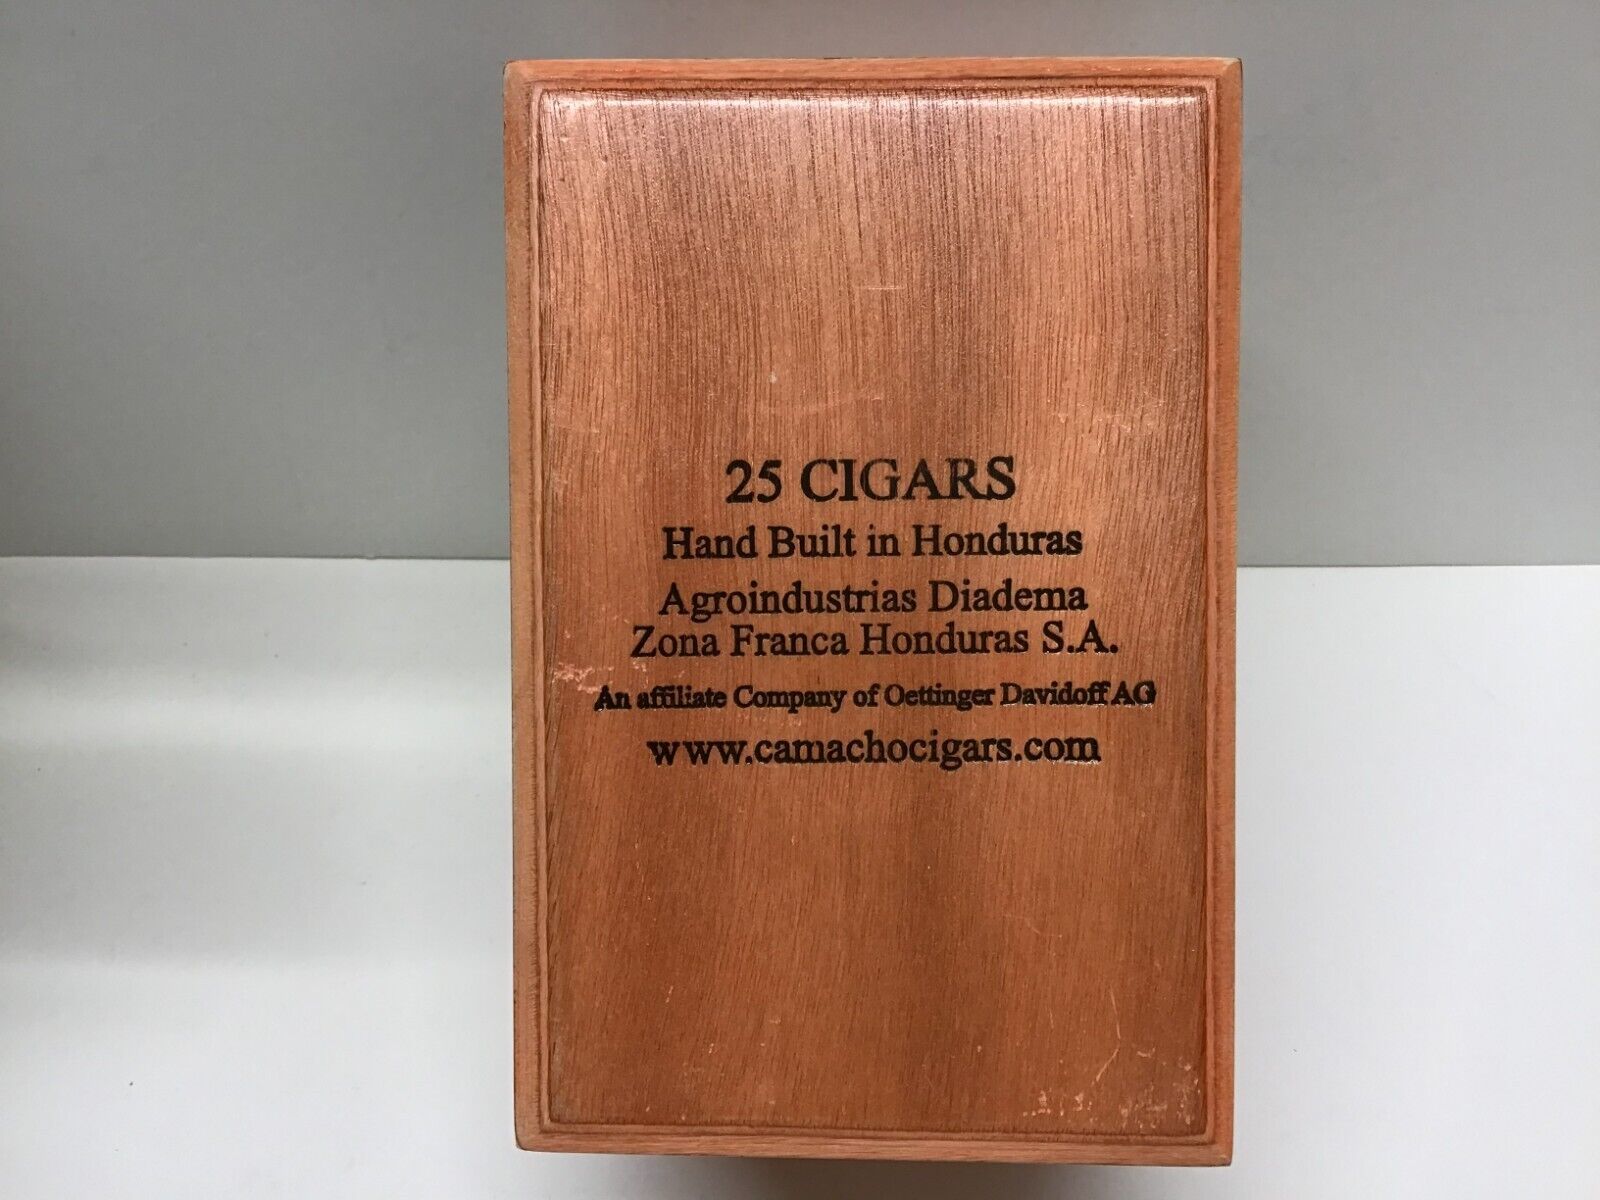 25 CIGARS
Hand Built in Honduras
Agroindustrias Diadema
Zona Franca Honduras S.A.
An affiliate Company of Oettinger Davidoff AG
www.camachocigars.com